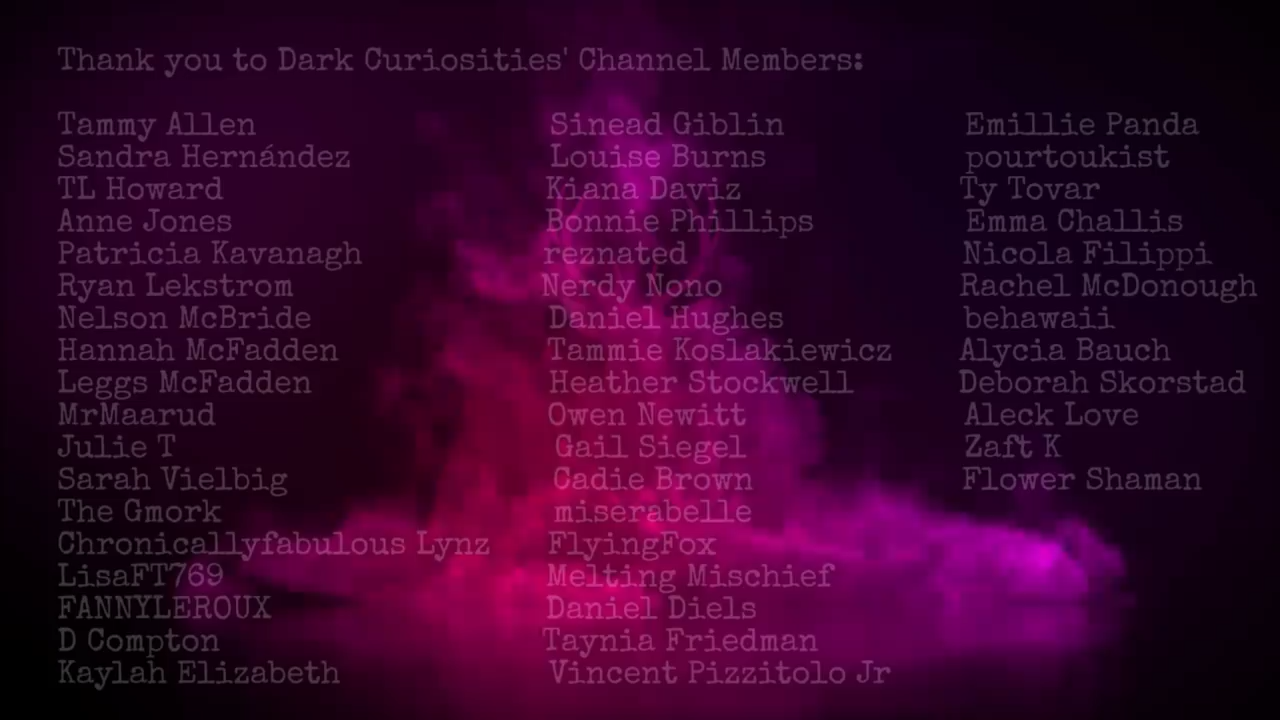 Thank you to Dark Curiosities' Channel Members:
Tammy Allen
Sandra Hernández
TL Howard
Anne Jones
Patricia Kavanagh
Ryan Lekstrom
Nelson McBride
Hannah McFadden
Leggs McFadden
MrMaarud
Julie T
Sarah Vielbig
The Gmork
Chronicallyfabulous Lynz
LisaFT769
FANNYLEROUX
D Compton
Kaylah Elizabeth
Sinead Giblin
Louise Burns
Kiana Daviz
Bonnie Phillips
reznated
Nerdy Nono
Daniel Hughes
Tammie Koslakiewicz
Heather Stockwell
Owen Newitt
Gail Siegel
Cadie Brown
miserabelle
FlyingFox
Melting Mischief
Daniel Diels
Taynia Friedman
Vincent Pizzitolo Jr
Emillie Panda
pourtoukist
Ty Tovar
Emma Challis
Nicola Filippi
Rachel McDonough
behawaii
Alycia Bauch
Deborah Skorstad
Aleck Love
Zaft K
Flower Shaman